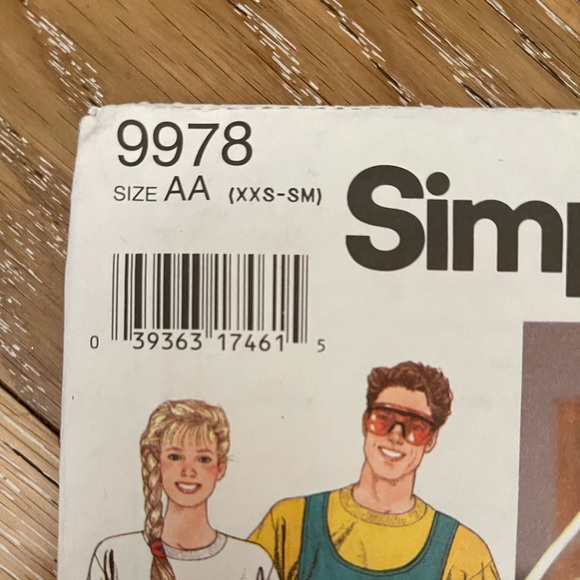 9978
SIZE AA (XXS-SM)
Simp
0 39363 17461 5